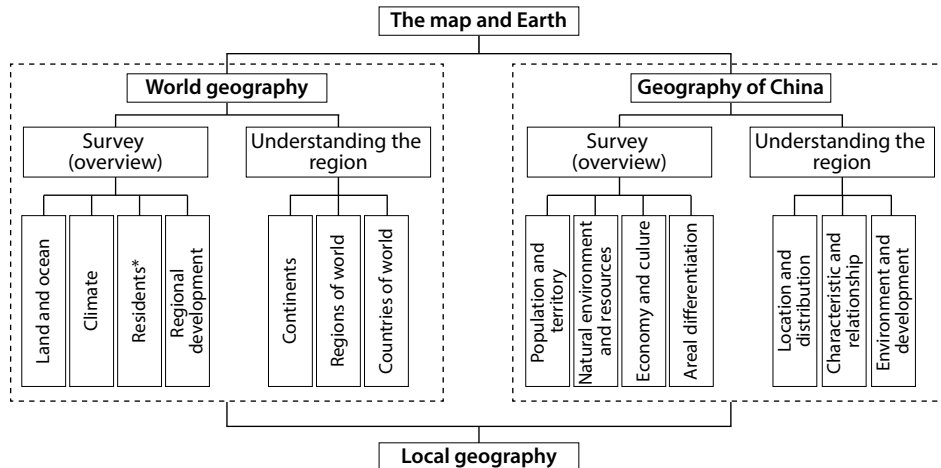 The map and Earth
World geography
Geography of China
Survey
(overview)
Understanding the
region
Survey
(overview)
Understanding the
region
Land and ocean
Climate
Residents*
Regional
development
Continents
Regions of world
Countries of world
Population and
territory
Natural environment
and resources
Economy and culure
Areal differentiation
Location and
distribution
Characteristic and
relationship
Environment and
development
Local geography